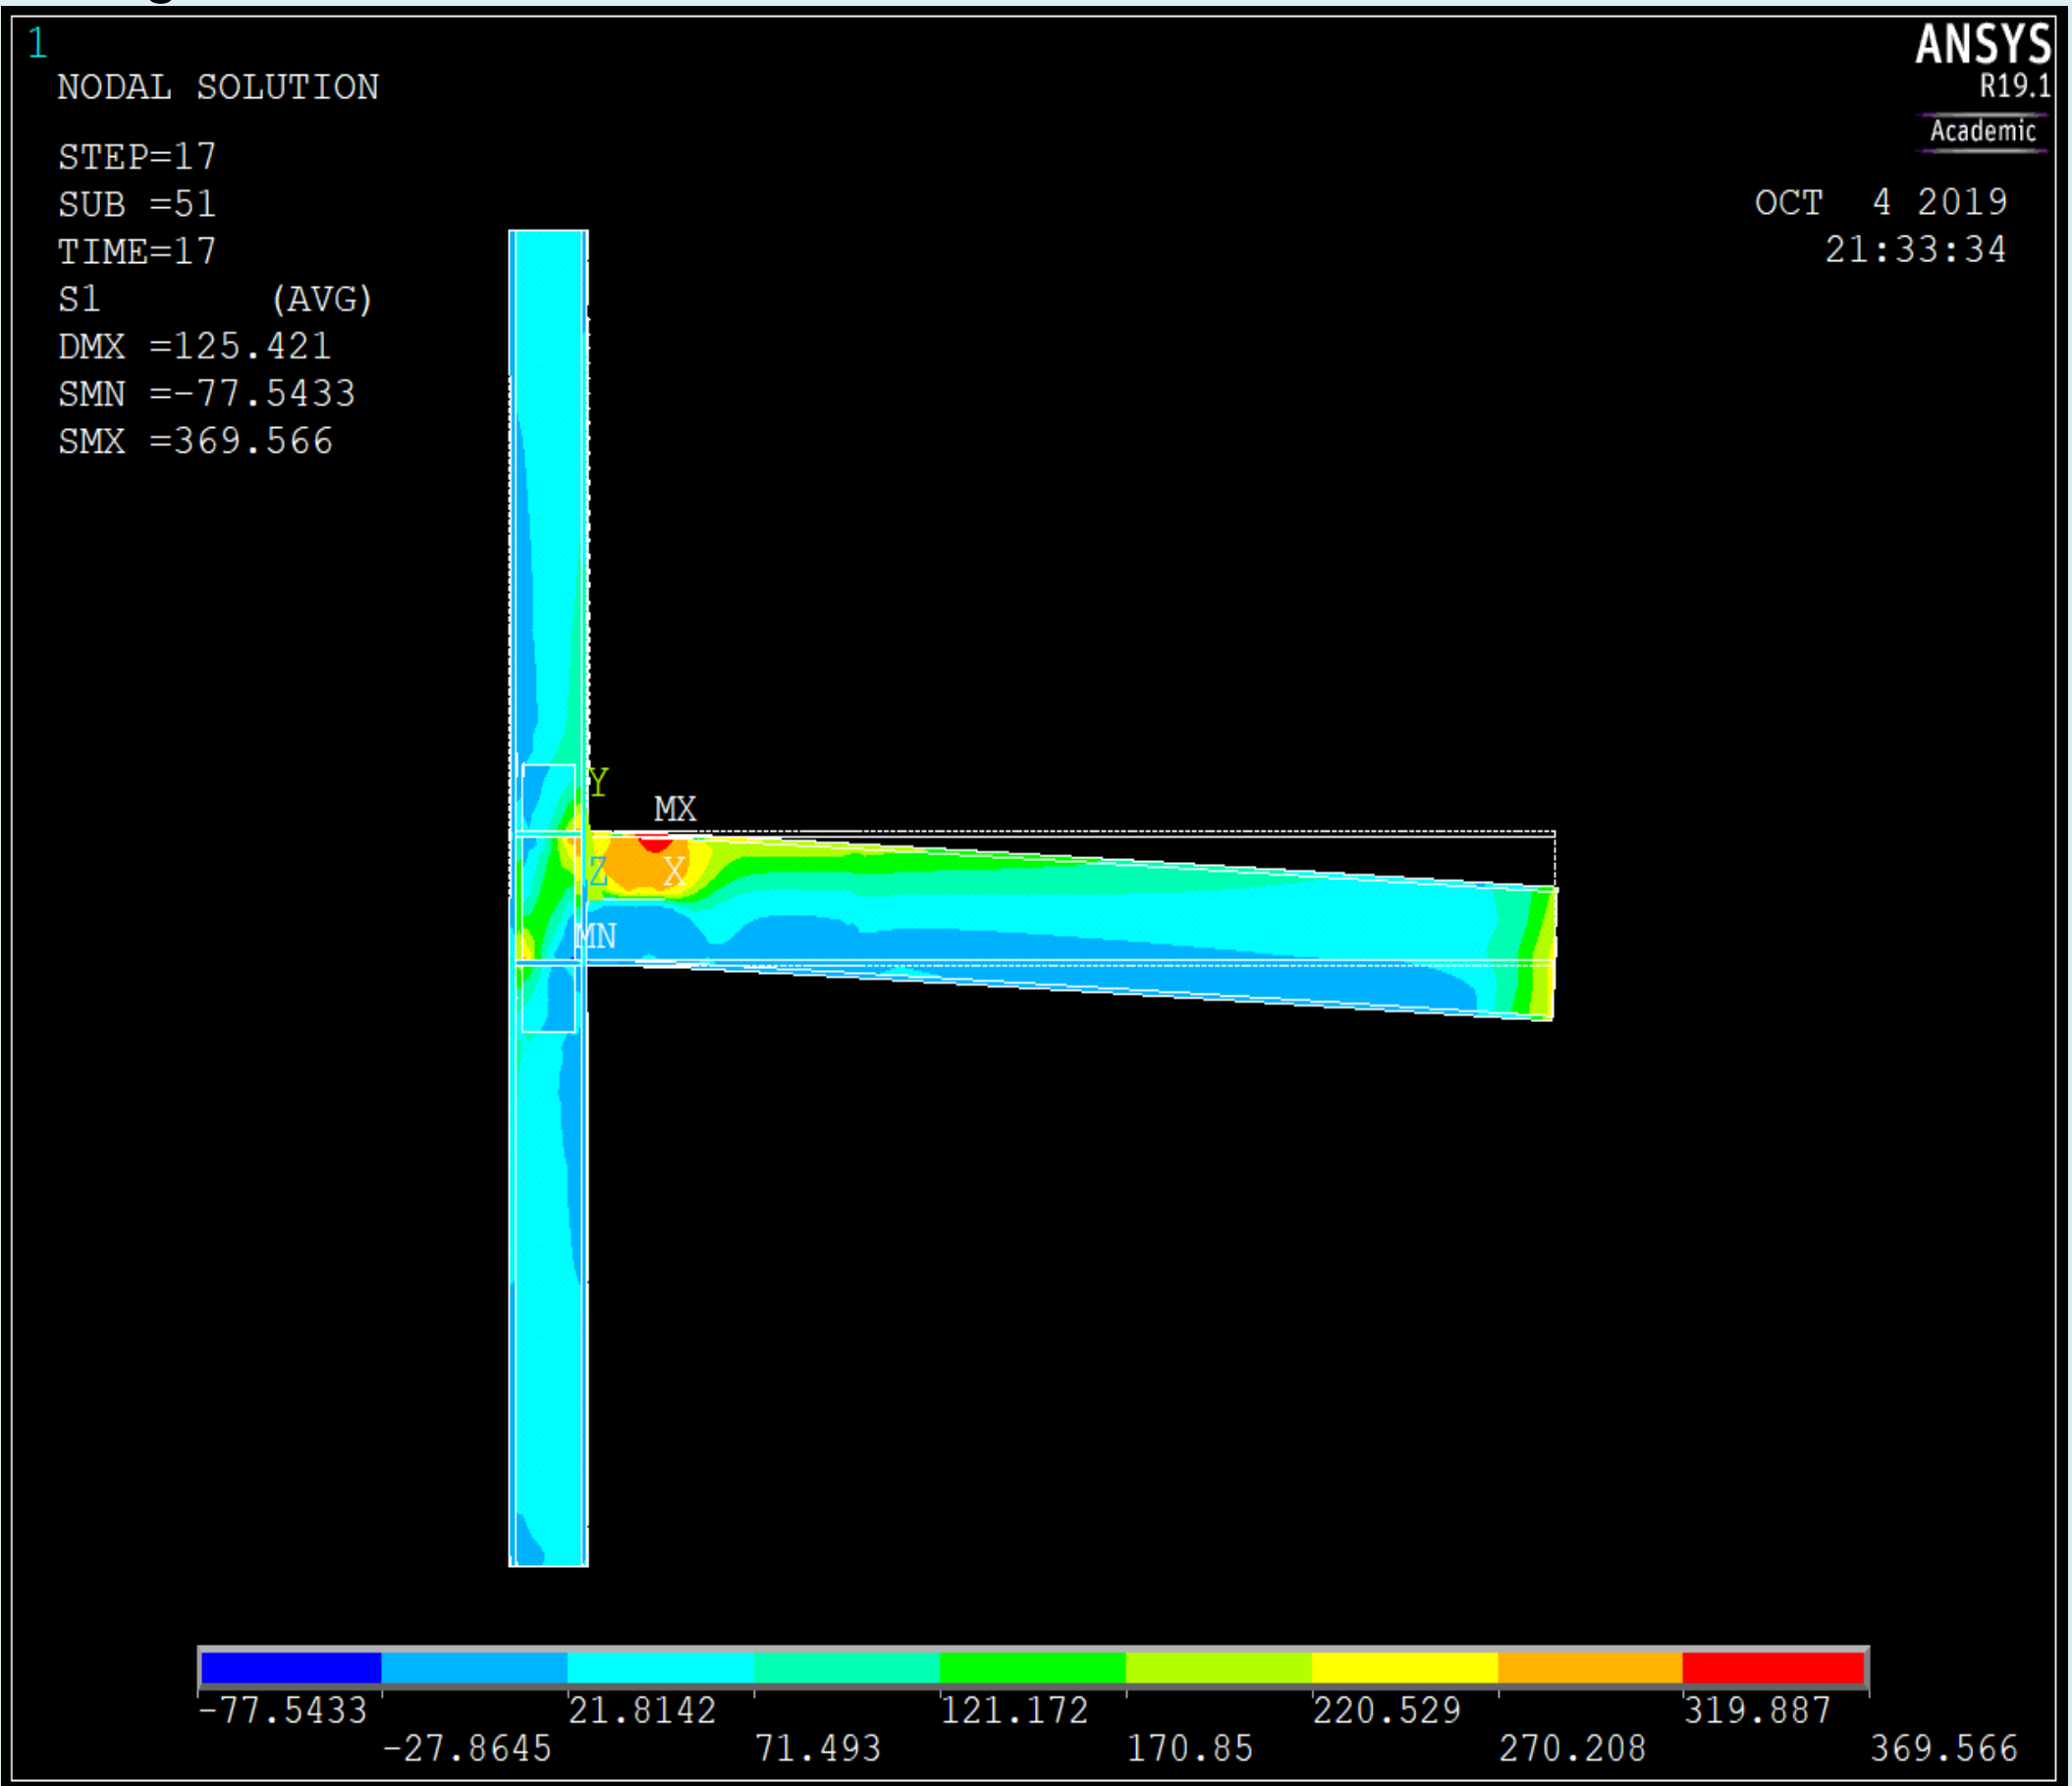 1
NODAL SOLUTION
STEP=17
SUB =51
TIME=17
S1 (AVG)
DMX =125.421
SMN =-77.5433
SMX =369.566
ANSYS
R19.1
Academic
OCT 4 2019
21:33:34
Y
MX
Z X
MN
-77.5433 21.8142 121.172 220.529 319.887
-27.8645 71.493 170.85 270.208 369.566